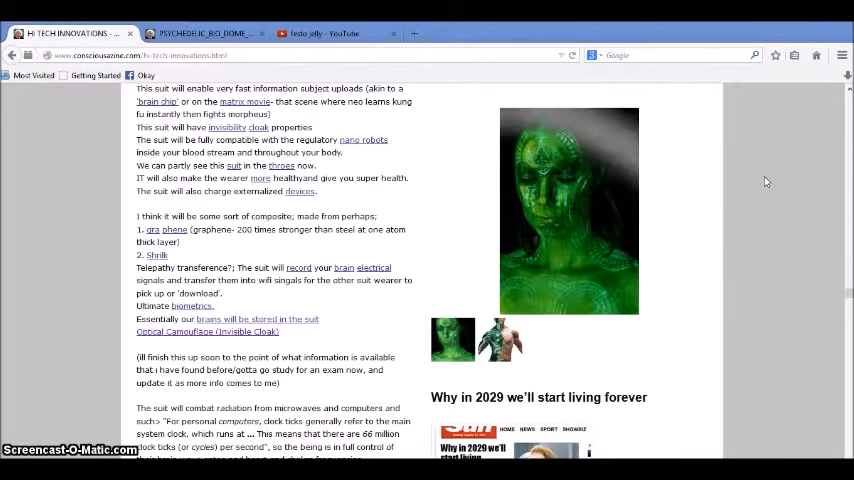 HI TECH INNOVATIONS - ...
PSYCHEDELIC_BIO_DOME_...
festo jelly - YouTube
www.consciousazine.com/hi-tech-innovations.html
Google
Most Visited
Getting Started
Okay
This suit will enable very fast information subject uploads (akin to a
'brain chip' or on the matrix movie- that scene where neo learns kung
fu instantly then fights morpheus)
This suit will have invisibility cloak properties
The suit will be fully compatible with the regulatory nano robots
inside your blood stream and throughout your body.
We can partly see this suit in the throes now.
IT will also make the wearer more healthyand give you super health.
The suit will also charge externalized devices.
I think it will be some sort of composite; made from perhaps;
1. gra phene (graphene- 200 times stronger than steel at one atom
thick layer)
2. Shrilk
Telepathy transference?; The suit will record your brain electrical
signals and transfer them into wifi singals for the other suit wearer to
pick up or 'download'.
Ultimate biometrics.
Essentially our brains will be stored in the suit
Optical Camouflage (Invisible Cloak)
(ill finish this up soon to the point of what information is available
that i have found before/gotta go study for an exam now, and
update it as more info comes to me)
The suit will combat radiation from microwaves and computers and
such> "For personal computers, clock ticks generally refer to the main
system clock, which runs at ... This means that there are 66 million
clock ticks (or cycles) per second", so the being is in full control of
Why in 2029 we'll start living forever
Sun
HOME NEWS SPORT SHOWBIZ
Why in 2029 we'll
start living
Screencast-O-Matic.com